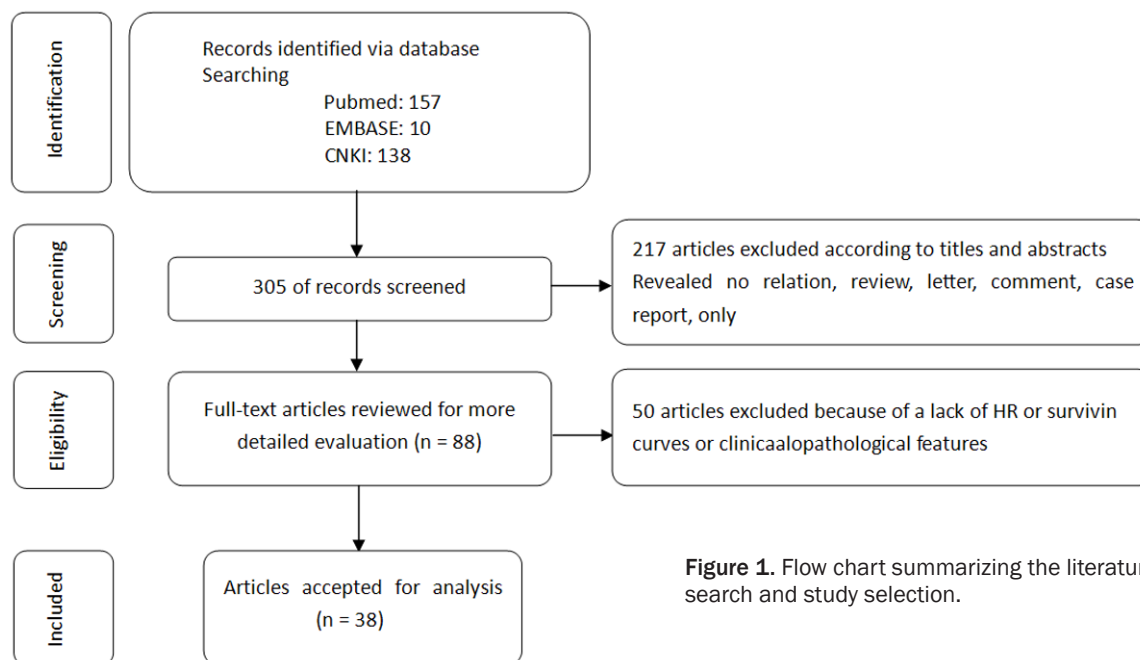 Identification
Records identified via database
Searching
Pubmed: 157
EMBASE: 10
CNKI: 138
Screening
305 of records screened
217 articles excluded according to titles and abstracts
Revealed no relation, review, letter, comment, case
report, only
Eligibility
Full-text articles reviewed for more
detailed evaluation (n = 88)
50 articles excluded because of a lack of HR or survivin
curves or clinicaalopathological features
Included
Articles accepted for analysis
(n = 38)
Figure 1. Flow chart summarizing the literatur
search and study selection.